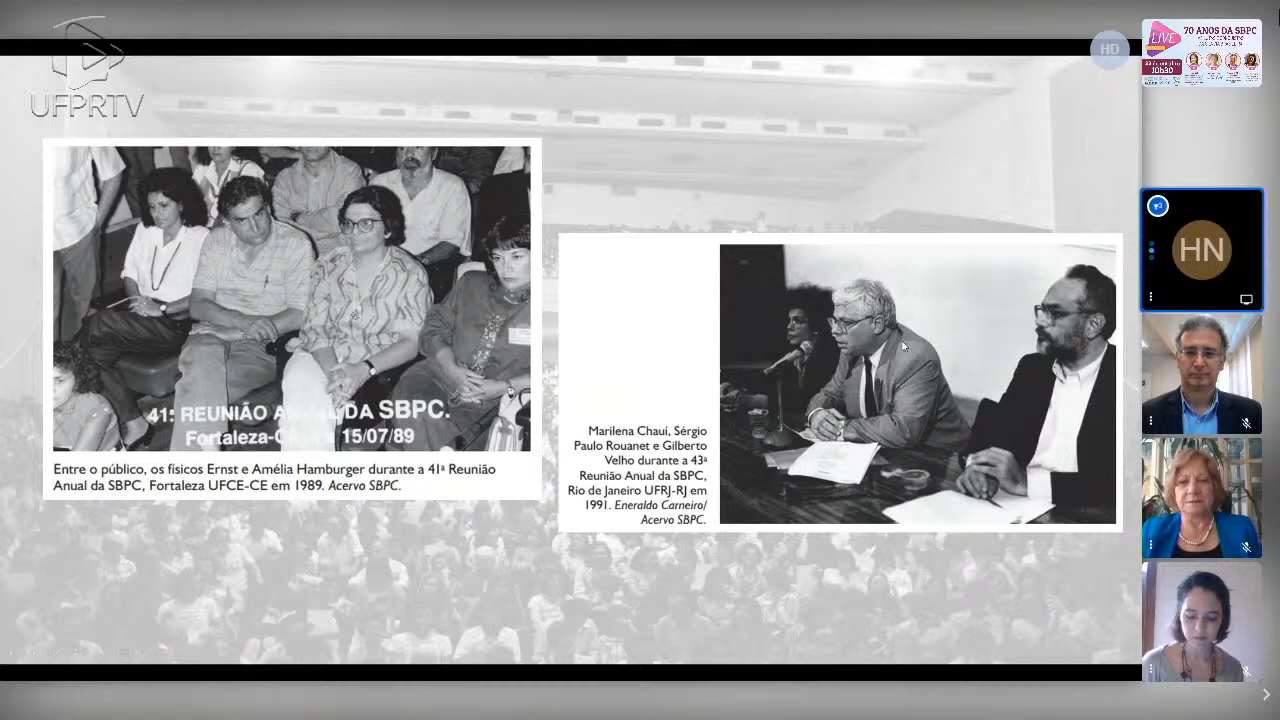 UFPRTV
HD
LIVE
70 ANOS DA SBPC
10h30
HN
41ª REUNIÃO DA SBPC.
Fortaleza- 15/07/89
Entre o público, os físicos Ernst e Amélia Hamburger durante a 41ª Reunião
Anual da SBPC, Fortaleza UFCE-CE em 1989. Acervo SBPC.
Marilena Chauí, Sérgio
Paulo Rouanet e Gilberto
Velho durante a 43ª
Reunião Anual da SBPC,
Rio de Janeiro UFRJ-RJ em
1991. Eneraldo Carneiro/
Acervo SBPC.